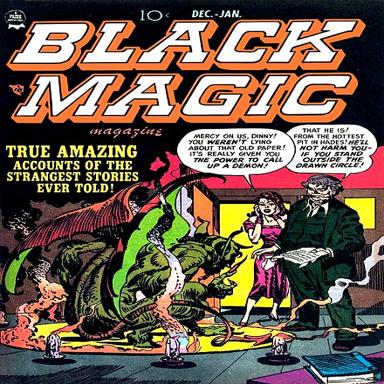 A PRIZE
10¢ DEC.-JAN.
BLACK
MAGIC
magazine
TRUE AMAZING
ACCOUNTS OF THE
STRANGEST STORIES
EVER TOLD!
MERCY ON US, DINNY!
YOU WEREN'T LYING
ABOUT THAT OLD PAPER!
IT'S REALLY GIVEN YOU
THE POWER TO CALL
UP A DEMON!
THAT HE IS!
FROM THE HOTTEST
PIT IN HADES! HE'LL
NOT HARM YOU-
IF YOU STAND
OUTSIDE THE
DRAWN CIRCLE!